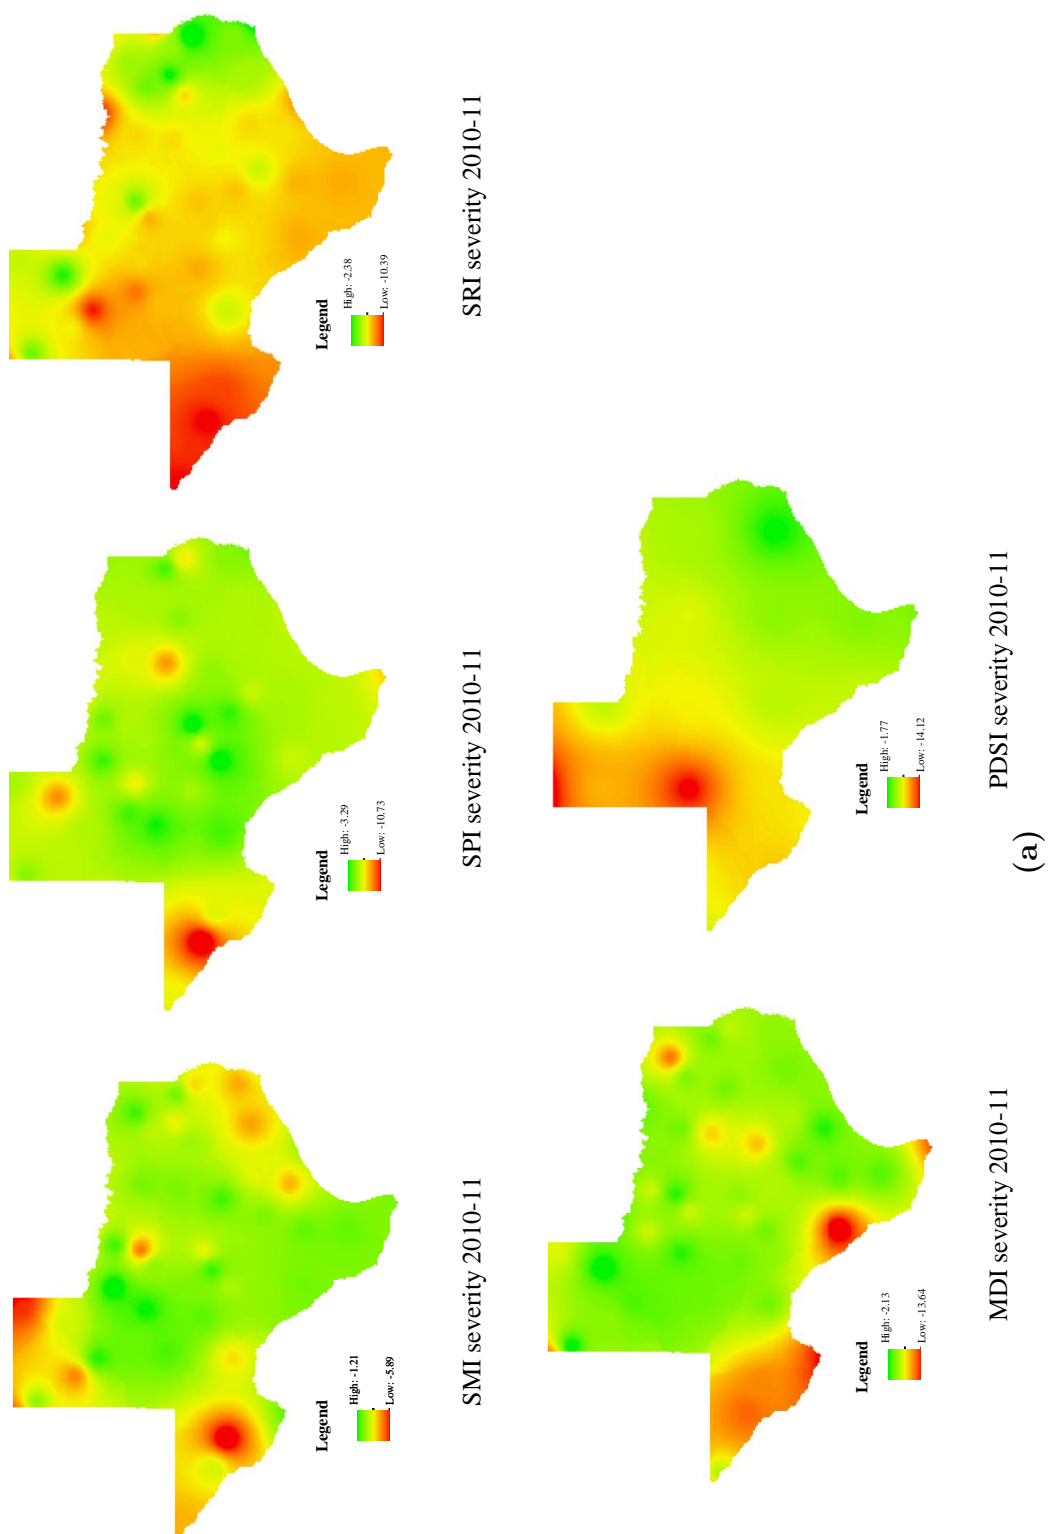 Legend
High: -2.38
Low: -10.39
SRI severity 2010-11
Legend
High: -3.29
Low: -10.73
SPI severity 2010-11
Legend
High: -1.21
Low: -5.89
SMI severity 2010-11
Legend
High: -1.77
Low: -14.12
PDSI severity 2010-11
Legend
High: -2.13
Low: -13.64
MDI severity 2010-11
(a)